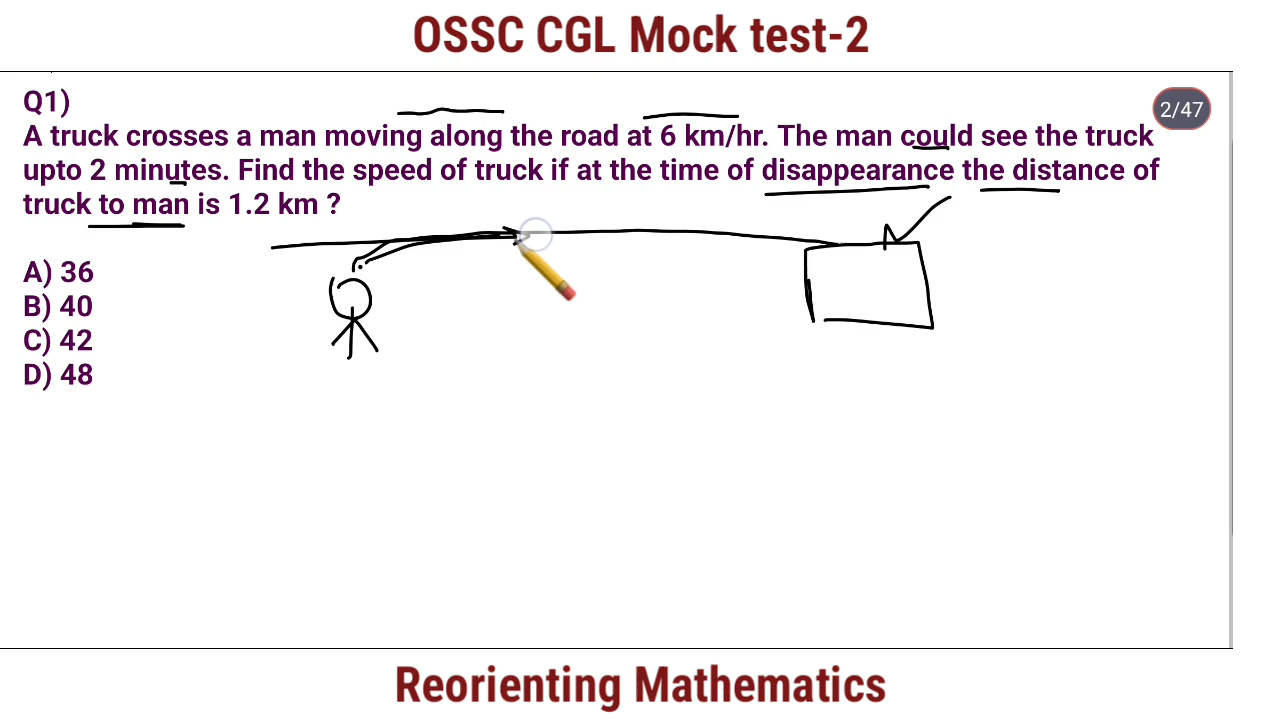 OSSC CGL Mock test-2
Q1)
2/47
A truck crosses a man moving along the road at 6 km/hr. The man could see the truck
upto 2 minutes. Find the speed of truck if at the time of disappearance the distance of
truck to man is 1.2 km ?
A) 36
B) 40
C) 42
D) 48
Reorienting Mathematics